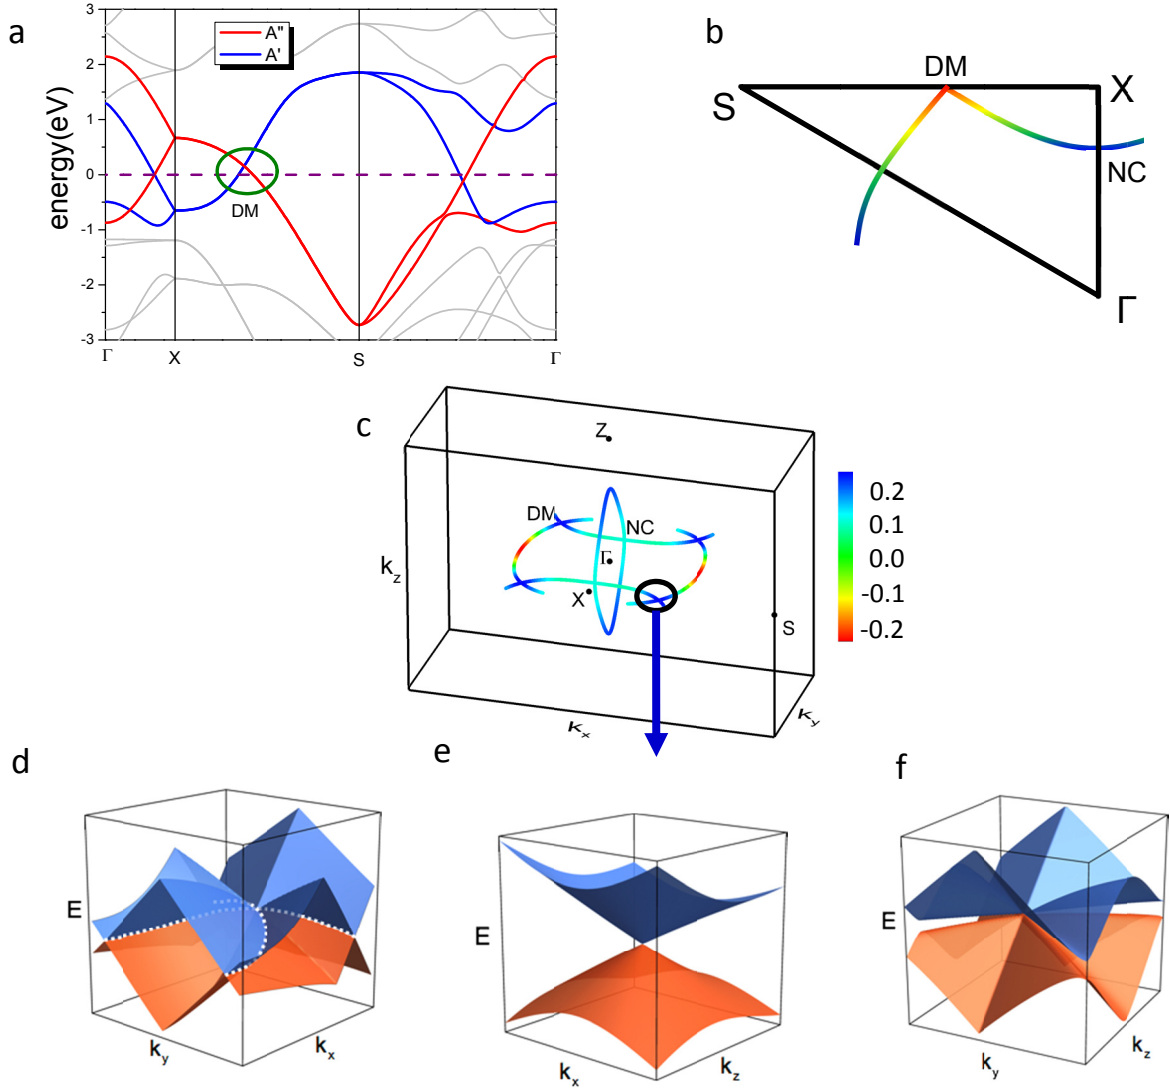 a
3
2
1
0
-1
-2
-3
energy(eV)
A"
A'
DM
Γ
X
S
Γ
b
DM
S
X
NC
Γ
c
Z
DM
NC
Γ
X
S
k_z
k_x
k_y
0.2
0.1
0.0
-0.1
-0.2
d
E
k_y
k_x
e
E
k_x
k_z
f
E
k_y
k_z